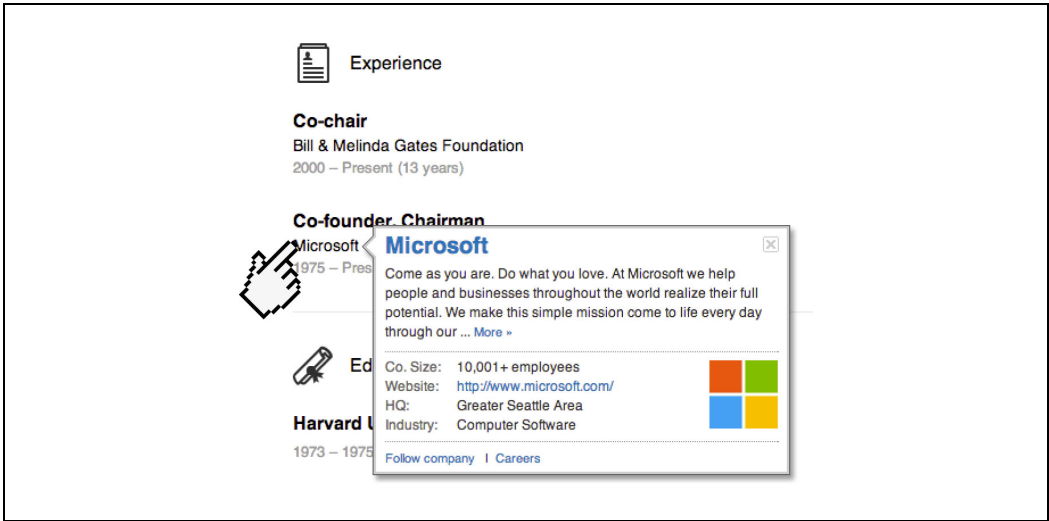 Experience
Co-chair
Bill & Melinda Gates Foundation
2000 – Present (13 years)
Co-founder, Chairman
Microsoft
1975 – Pres
Microsoft
Come as you are. Do what you love. At Microsoft we help
people and businesses throughout the world realize their full
potential. We make this simple mission come to life every day
through our ... More »
Co. Size: 10,001+ employees
Website: http://www.microsoft.com/
HQ: Greater Seattle Area
Industry: Computer Software
Follow company | Careers
Ed
Harvard U
1973 – 1975